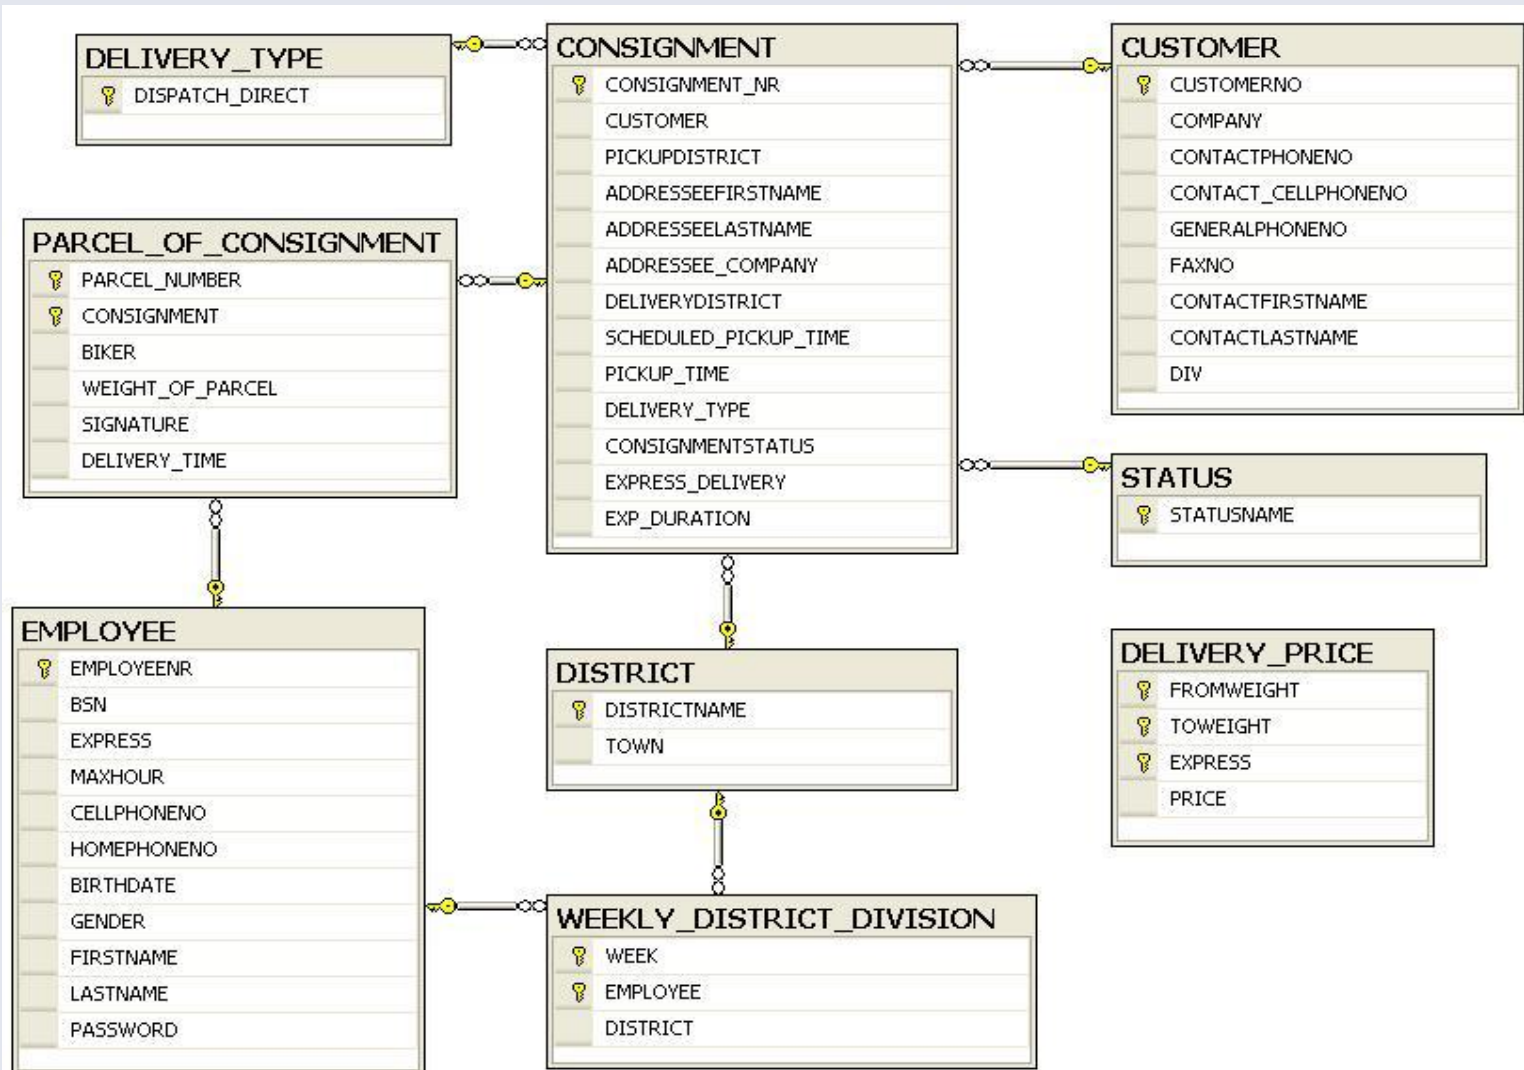 DELIVERY_TYPE
DISPATCH_DIRECT
CONSIGNMENT
CONSIGNMENT_NR
CUSTOMER
PICKUPDISTRICT
ADDRESSEEFIRSTNAME
ADDRESSEELASTNAME
ADDRESSEE_COMPANY
DELIVERYDISTRICT
SCHEDULED_PICKUP_TIME
PICKUP_TIME
DELIVERY_TYPE
CONSIGNMENTSTATUS
EXPRESS_DELIVERY
EXP_DURATION
CUSTOMER
CUSTOMERNO
COMPANY
CONTACTPHONENO
CONTACT_CELLPHONENO
GENERALPHONENO
FAXNO
CONTACTFIRSTNAME
CONTACTLASTNAME
DIV
PARCEL_OF_CONSIGNMENT
PARCEL_NUMBER
CONSIGNMENT
BIKER
WEIGHT_OF_PARCEL
SIGNATURE
DELIVERY_TIME
STATUS
STATUSNAME
EMPLOYEE
EMPLOYEENR
BSN
EXPRESS
MAXHOUR
CELLPHONENO
HOMEPHONENO
BIRTHDATE
GENDER
FIRSTNAME
LASTNAME
PASSWORD
DISTRICT
DISTRICTNAME
TOWN
DELIVERY_PRICE
FROMWEIGHT
TOWEIGHT
EXPRESS
PRICE
WEEKLY_DISTRICT_DIVISION
WEEK
EMPLOYEE
DISTRICT